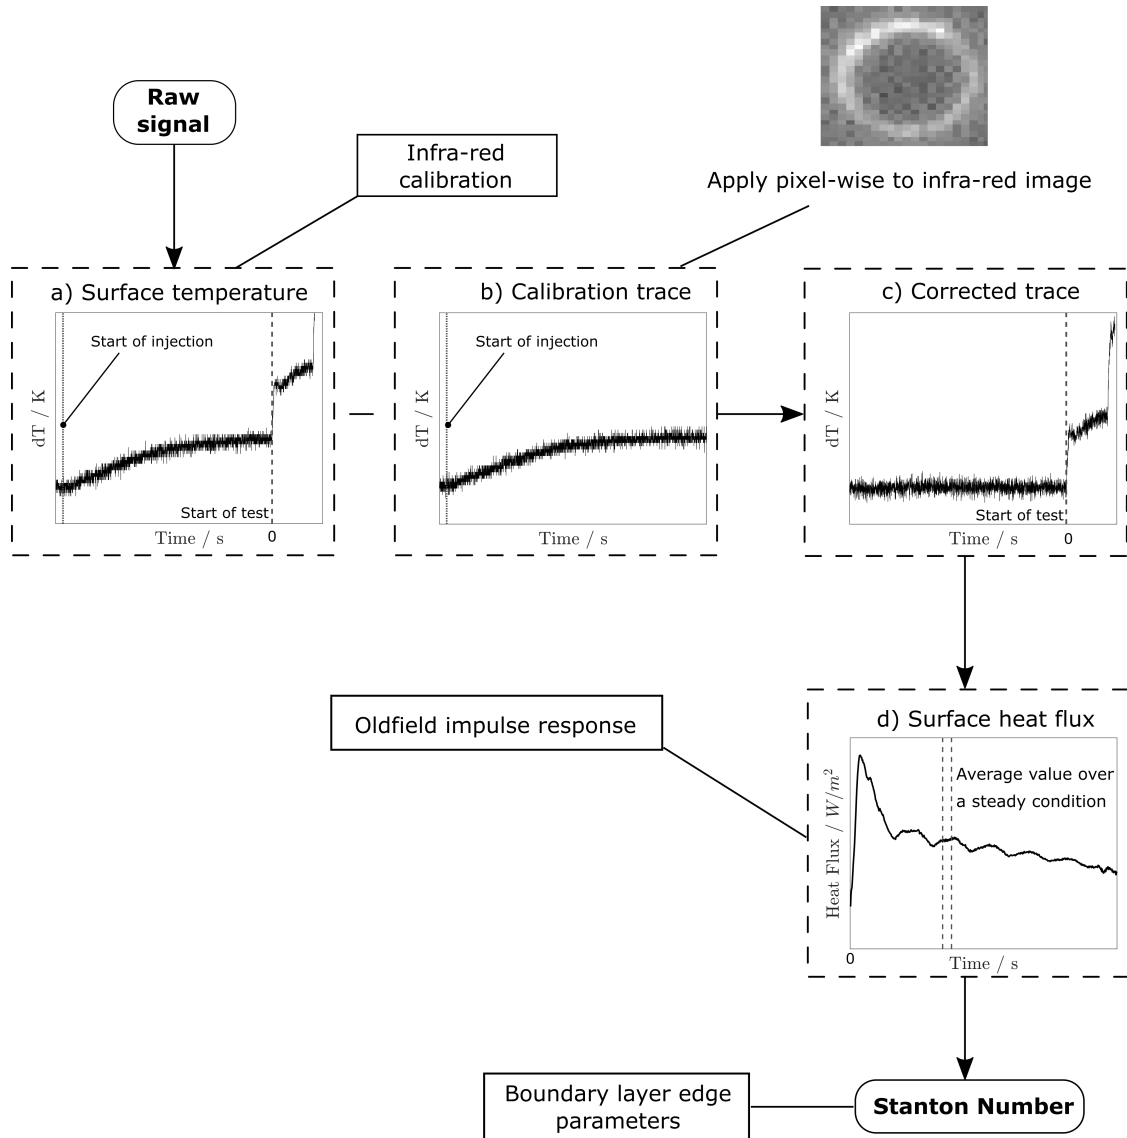 Raw
signal
Infra-red
calibration
Apply pixel-wise to infra-red image
a) Surface temperature
Start of injection
dT / K
Start of test
Time / s
0
b) Calibration trace
Start of injection
dT / K
Time / s
c) Corrected trace
dT / K
Start of test
Time / s
0
Oldfield impulse response
d) Surface heat flux
Average value over
a steady condition
Heat Flux / W/m²
0
Time / s
Boundary layer edge
parameters
Stanton Number